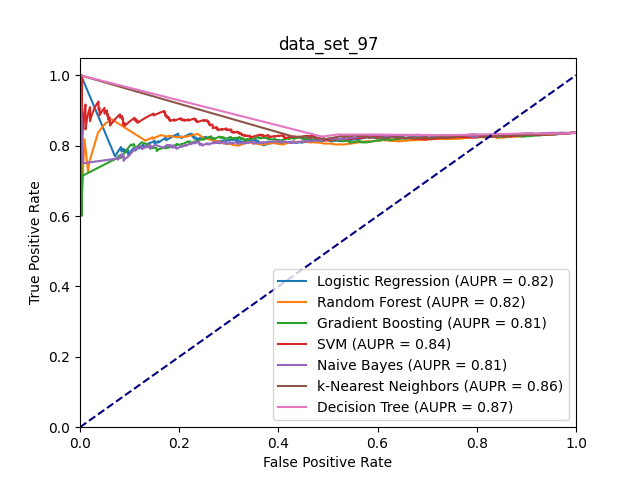 data_set_97
True Positive Rate
1.0
0.8
0.6
0.4
0.2
0.0
Logistic Regression (AUPR = 0.82)
Random Forest (AUPR = 0.82)
Gradient Boosting (AUPR = 0.81)
SVM (AUPR = 0.84)
Naive Bayes (AUPR = 0.81)
k-Nearest Neighbors (AUPR = 0.86)
Decision Tree (AUPR = 0.87)
0.0 0.2 0.4 0.6 0.8 1.0
False Positive Rate